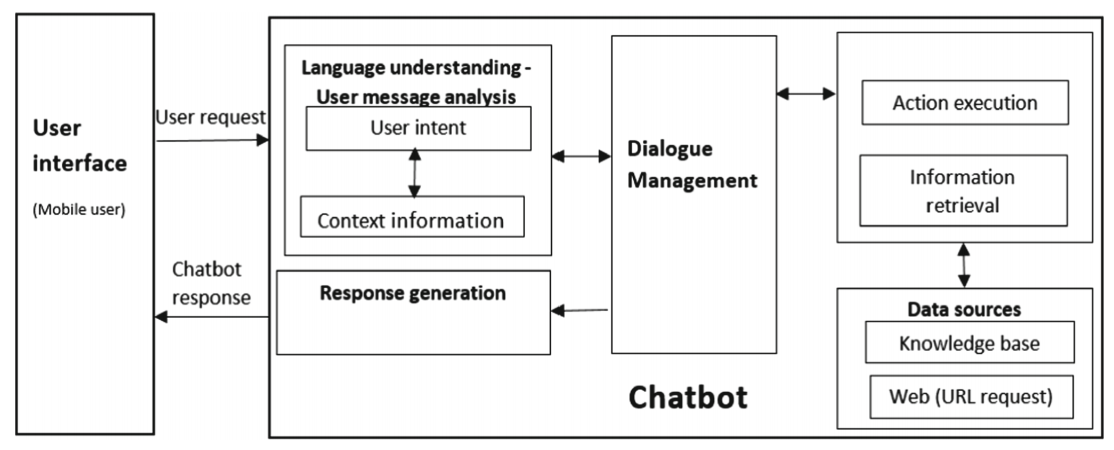 User
interface
(Mobile user)
User request
Chatbot
response
Language understanding -
User message analysis
User intent
Context information
Response generation
Dialogue
Management
Action execution
Information
retrieval
Data sources
Knowledge base
Web (URL request)
Chatbot